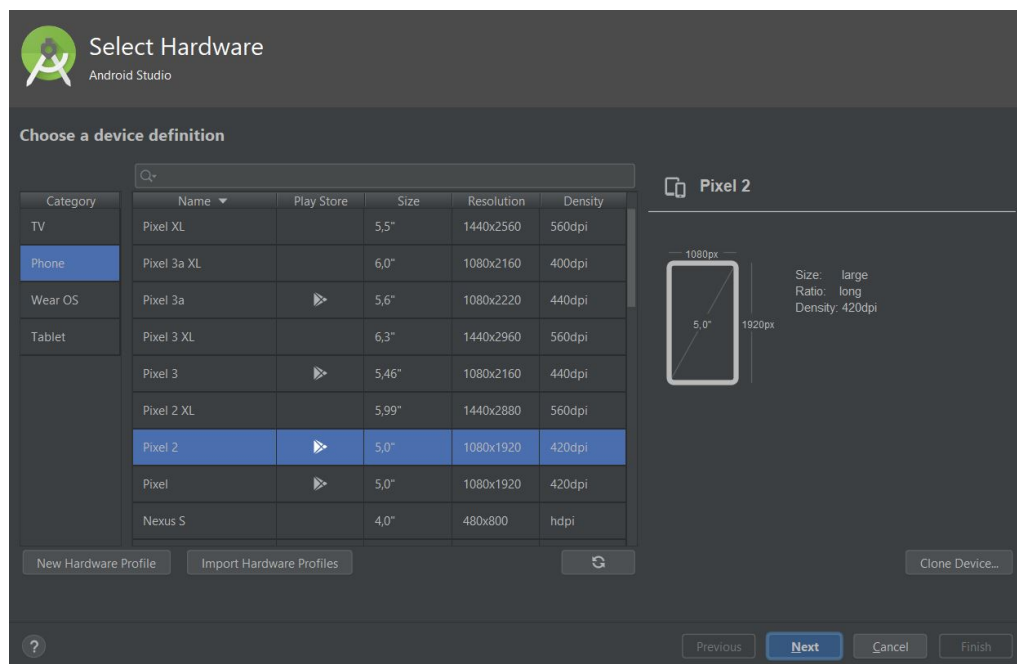 Select Hardware
Android Studio
Choose a device definition
Category
TV
Phone
Wear OS
Tablet
Name Play Store Size Resolution Density
Pixel XL 5,5" 1440x2560 560dpi
Pixel 3a XL 6,0" 1080x2160 400dpi
Pixel 3a 5,6" 1080x2220 440dpi
Pixel 3 XL 6,3" 1440x2960 560dpi
Pixel 3 5,46" 1080x2160 440dpi
Pixel 2 XL 5,99" 1440x2880 560dpi
Pixel 2 5,0" 1080x1920 420dpi
Pixel 5,0" 1080x1920 420dpi
Nexus S 4,0" 480x800 hdpi
New Hardware Profile Import Hardware Profiles
Pixel 2
1080px
5,0" 1920px
Size: large
Ratio: long
Density: 420dpi
Clone Device...
? Previous Next Cancel Finish